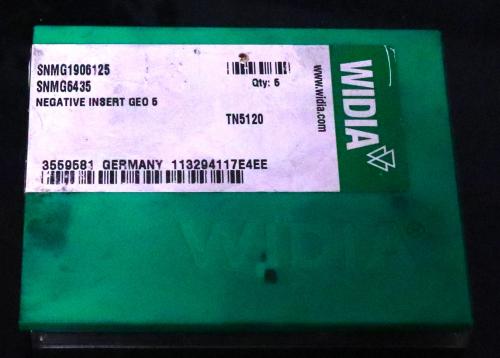 SNMG1906125
SNMG6435
NEGATIVE INSERT GEO 5
Qty: 5
TN5120
3559581 GERMANY 113294117E4EE
www.widia.com
WIDIA
WIDIA